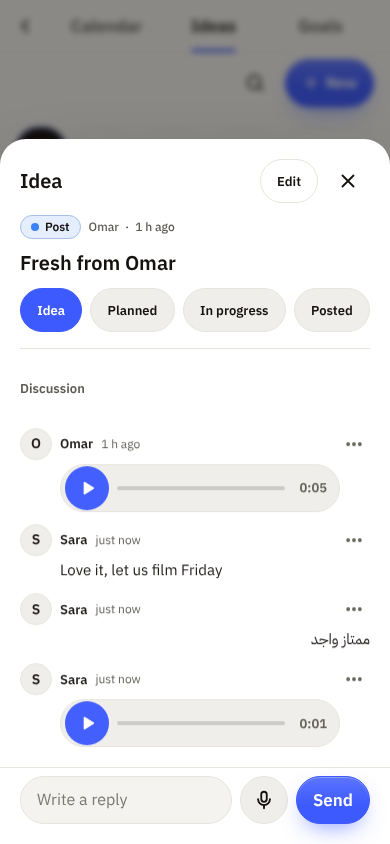 Calendar
Ideas
Goals
+ New
Idea
Edit
Post
Omar · 1 h ago
Fresh from Omar
Idea
Planned
In progress
Posted
Discussion
O
Omar 1 h ago
0:05
S
Sara just now
Love it, let us film Friday
S
Sara just now
ممتاز واجد
S
Sara just now
0:01
Write a reply
Send